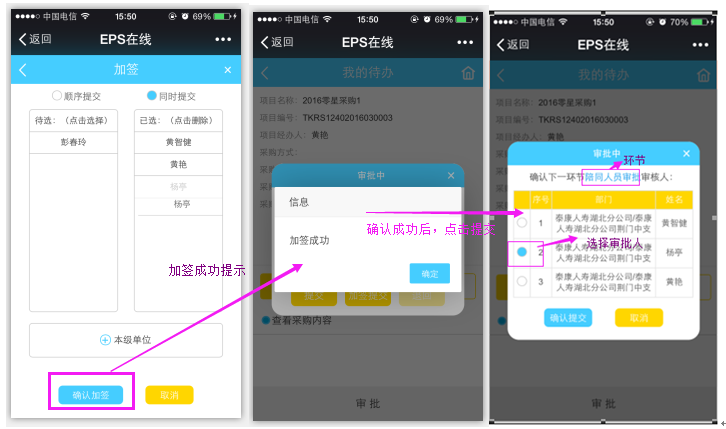 中国电信 15:50 69%
返回 EPS在线
加签
顺序提交 同时提交
待选：（点击选择） 已选：（点击删除）
彭春玲 黄智健
黄艳
杨亭
杨亭
本级单位
确认加签 取消
加签成功提示
中国电信 15:50 69%
返回 EPS在线
我的待办
项目名称： 2016零星采购1
项目编号： TKRS12402016030003
项目经办人： 黄艳
采购方式：
审批中
信息
加签成功
确定
提交 加签提交
查看采购内容
审 批
确认成功后，点击提交
中国电信 15:50 70%
返回 EPS在线
我的待办
项目名称： 2016零星采购1
项目编号： TKRS12402016030003
项目经办人： 黄艳
审批中
环节
确认下一环节陪同人员审批审核人：
序号 部门 姓名
1 泰康人寿湖北分公司/泰康人寿湖北分公司荆门中支 黄智健
选择审批人
2 泰康人寿湖北分公司/泰康人寿湖北分公司荆门中支 杨亭
3 泰康人寿湖北分公司/泰康人寿湖北分公司荆门中支 黄艳
确认提交 取消
审 批